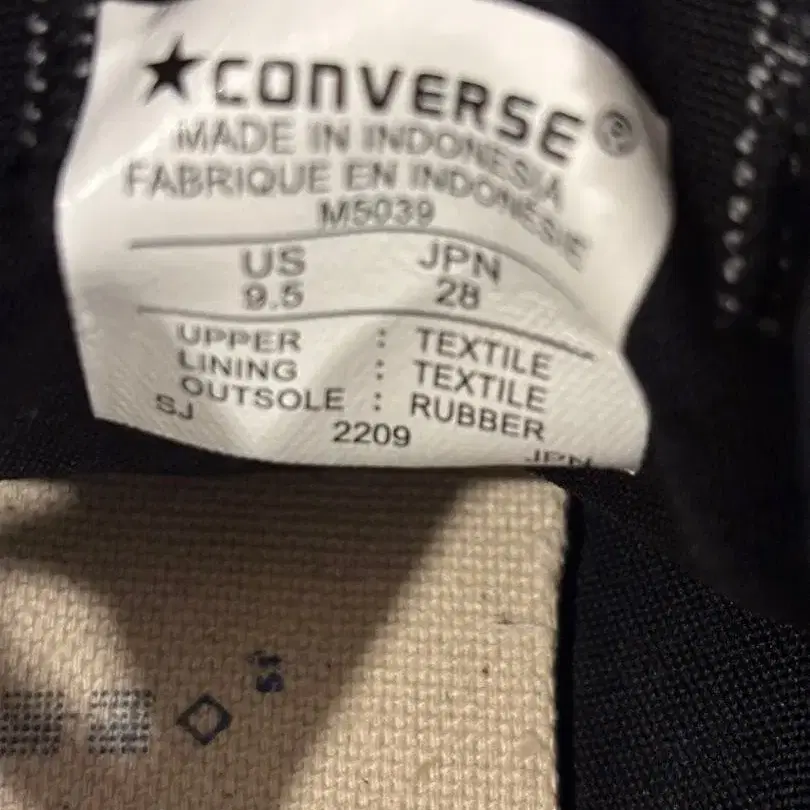 ★CONVERSE®
MADE IN INDONESIA
FABRIQUE EN INDONESIE
M5039
US JPN
9.5 28
UPPER : TEXTILE
LINING : TEXTILE
OUTSOLE : RUBBER
SJ
2209
JPN